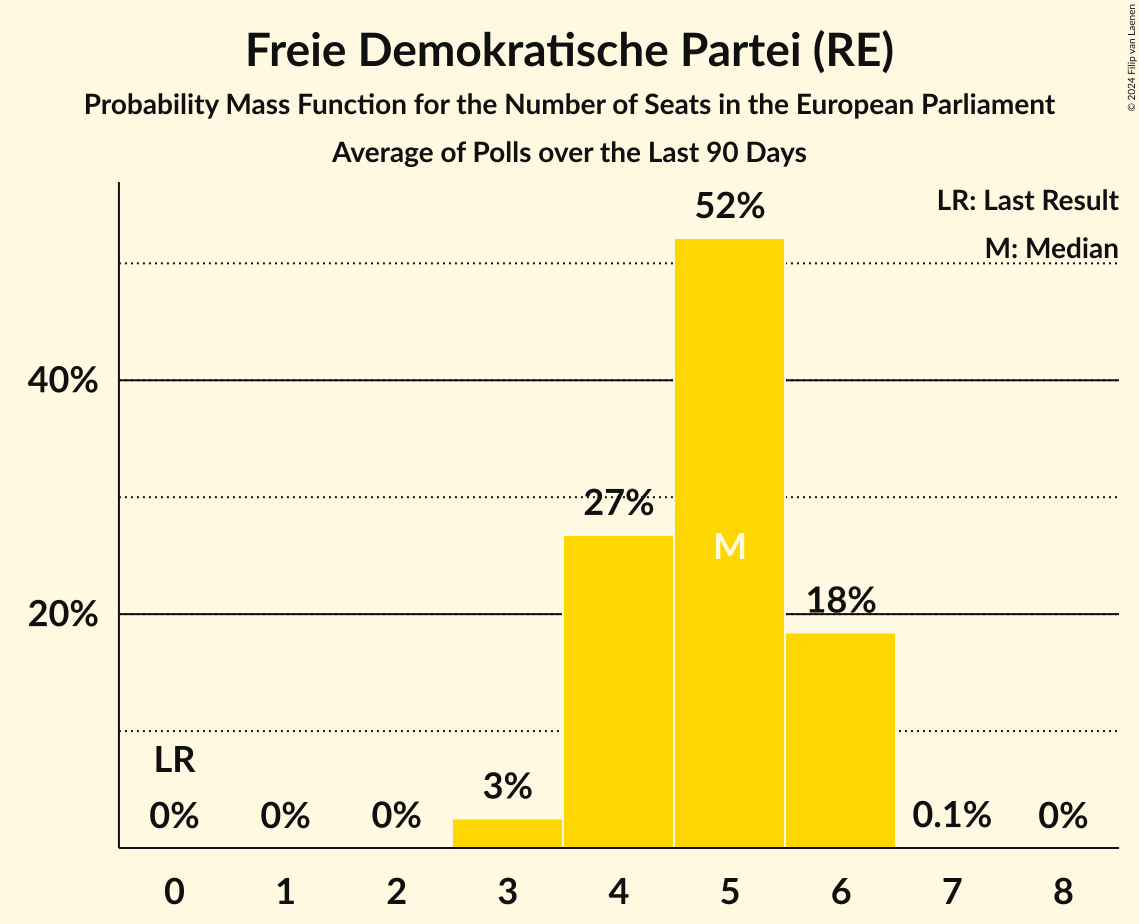 Freie Demokratische Partei (RE)
Probability Mass Function for the Number of Seats in the European Parliament
Average of Polls over the Last 90 Days
© 2024 Filip van Laenen
LR: Last Result
M: Median
52%
40%
27%
M
20%
18%
LR
3%
0%
0%
0%
0.1%
0%
0
1
2
3
4
5
6
7
8